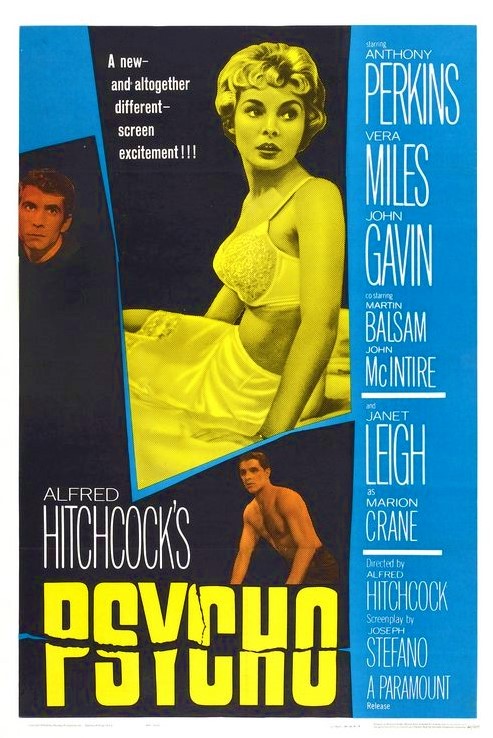 A new-
and altogether
different-
screen
excitement!!!
starring
ANTHONY
PERKINS
VERA
MILES
JOHN
GAVIN
co-starring
MARTIN
BALSAM
JOHN
McINTIRE
and
JANET
LEIGH
as
MARION
CRANE
Directed by
ALFRED
HITCHCOCK
Screenplay by
JOSEPH
STEFANO
A PARAMOUNT
Release
ALFRED
HITCHCOCK'S
PSYCHO